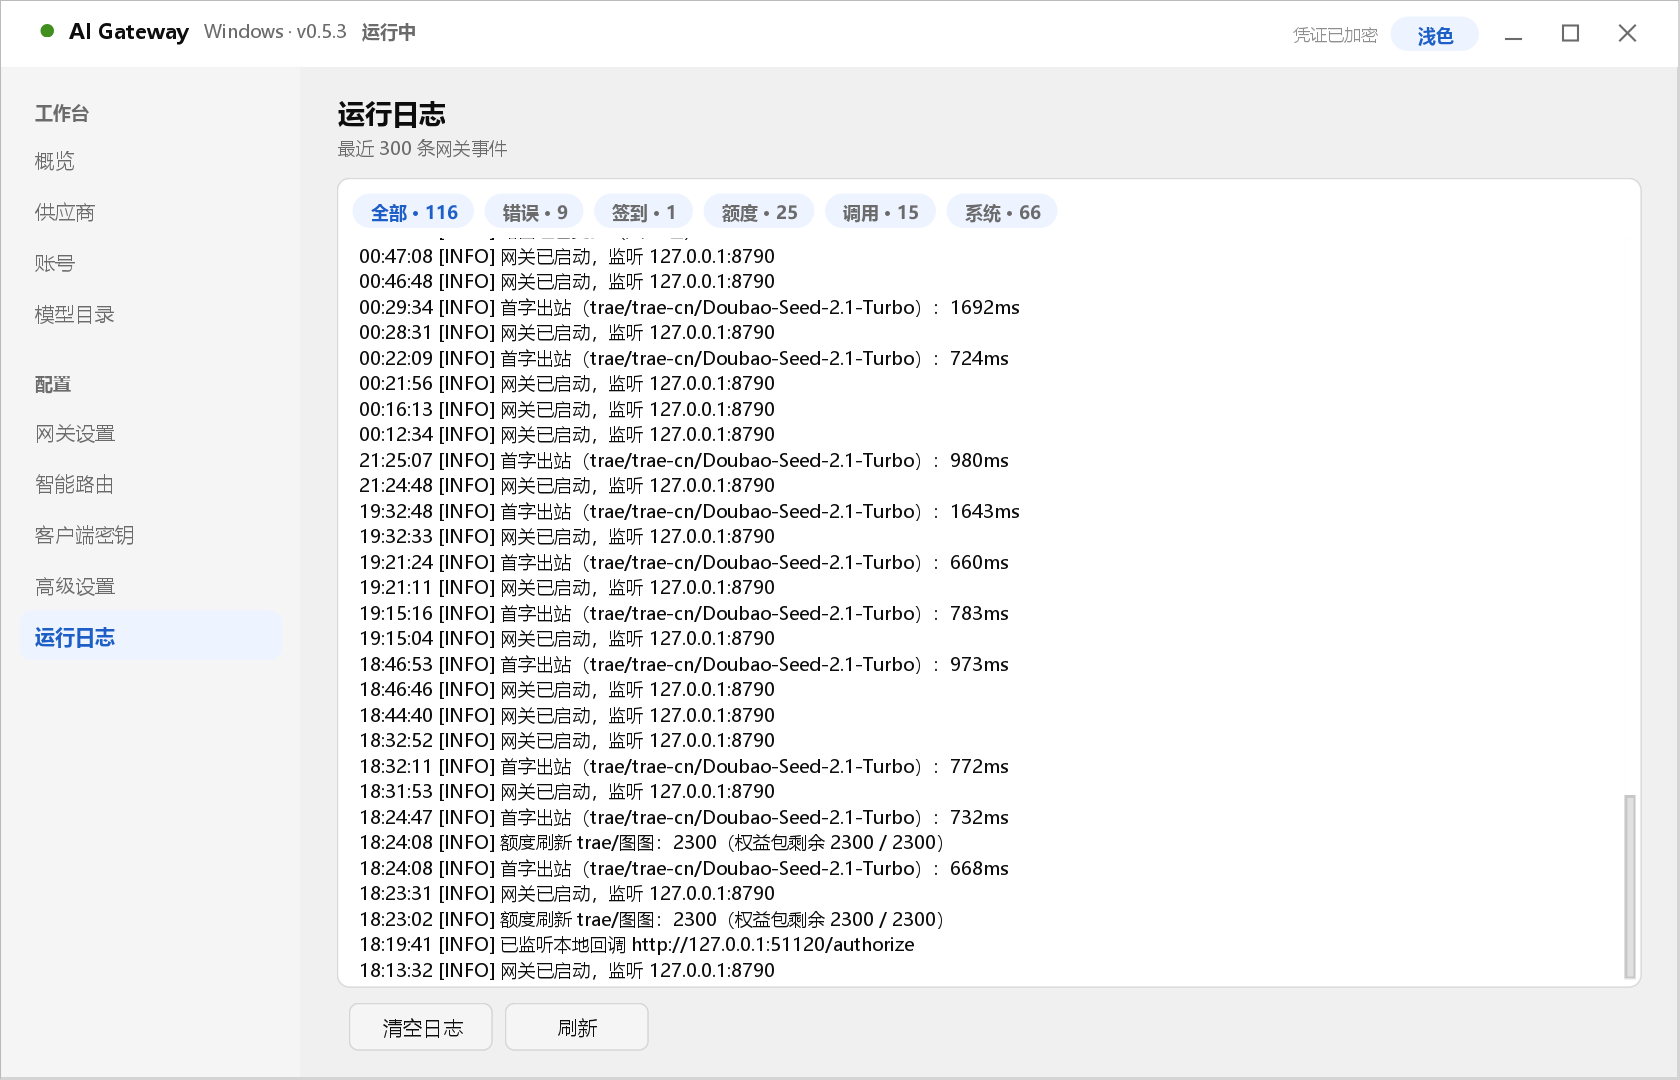 AI Gateway Windows · v0.5.3 运行中
凭证已加密 浅色
工作台
概览
供应商
账号
模型目录
配置
网关设置
智能路由
客户端密钥
高级设置
运行日志
运行日志
最近 300 条网关事件
全部 • 116 错误 • 9 签到 • 1 额度 • 25 调用 • 15 系统 • 66
00:47:08 [INFO] 网关已启动，监听 127.0.0.1:8790
00:46:48 [INFO] 网关已启动，监听 127.0.0.1:8790
00:29:34 [INFO] 首字出站（trae/trae-cn/Doubao-Seed-2.1-Turbo）：1692ms
00:28:31 [INFO] 网关已启动，监听 127.0.0.1:8790
00:22:09 [INFO] 首字出站（trae/trae-cn/Doubao-Seed-2.1-Turbo）：724ms
00:21:56 [INFO] 网关已启动，监听 127.0.0.1:8790
00:16:13 [INFO] 网关已启动，监听 127.0.0.1:8790
00:12:34 [INFO] 网关已启动，监听 127.0.0.1:8790
21:25:07 [INFO] 首字出站（trae/trae-cn/Doubao-Seed-2.1-Turbo）：980ms
21:24:48 [INFO] 网关已启动，监听 127.0.0.1:8790
19:32:48 [INFO] 首字出站（trae/trae-cn/Doubao-Seed-2.1-Turbo）：1643ms
19:32:33 [INFO] 网关已启动，监听 127.0.0.1:8790
19:21:24 [INFO] 首字出站（trae/trae-cn/Doubao-Seed-2.1-Turbo）：660ms
19:21:11 [INFO] 网关已启动，监听 127.0.0.1:8790
19:15:16 [INFO] 首字出站（trae/trae-cn/Doubao-Seed-2.1-Turbo）：783ms
19:15:04 [INFO] 网关已启动，监听 127.0.0.1:8790
18:46:53 [INFO] 首字出站（trae/trae-cn/Doubao-Seed-2.1-Turbo）：973ms
18:46:46 [INFO] 网关已启动，监听 127.0.0.1:8790
18:44:40 [INFO] 网关已启动，监听 127.0.0.1:8790
18:32:52 [INFO] 网关已启动，监听 127.0.0.1:8790
18:32:11 [INFO] 首字出站（trae/trae-cn/Doubao-Seed-2.1-Turbo）：772ms
18:31:53 [INFO] 网关已启动，监听 127.0.0.1:8790
18:24:47 [INFO] 首字出站（trae/trae-cn/Doubao-Seed-2.1-Turbo）：732ms
18:24:08 [INFO] 额度刷新 trae/图图：2300（权益包剩余 2300 / 2300）
18:24:08 [INFO] 首字出站（trae/trae-cn/Doubao-Seed-2.1-Turbo）：668ms
18:23:31 [INFO] 网关已启动，监听 127.0.0.1:8790
18:23:02 [INFO] 额度刷新 trae/图图：2300（权益包剩余 2300 / 2300）
18:19:41 [INFO] 已监听本地回调 http://127.0.0.1:51120/authorize
18:13:32 [INFO] 网关已启动，监听 127.0.0.1:8790
清空日志 刷新